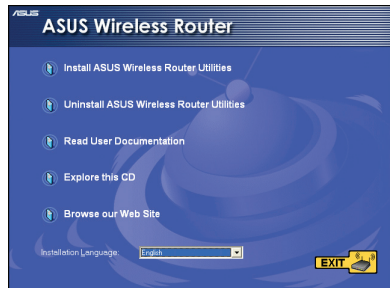 ASUS
ASUS Wireless Router
Install ASUS Wireless Router Utilities
Uninstall ASUS Wireless Router Utilities
Read User Documentation
Explore this CD
Browse our Web Site
Installation Language: English
EXIT